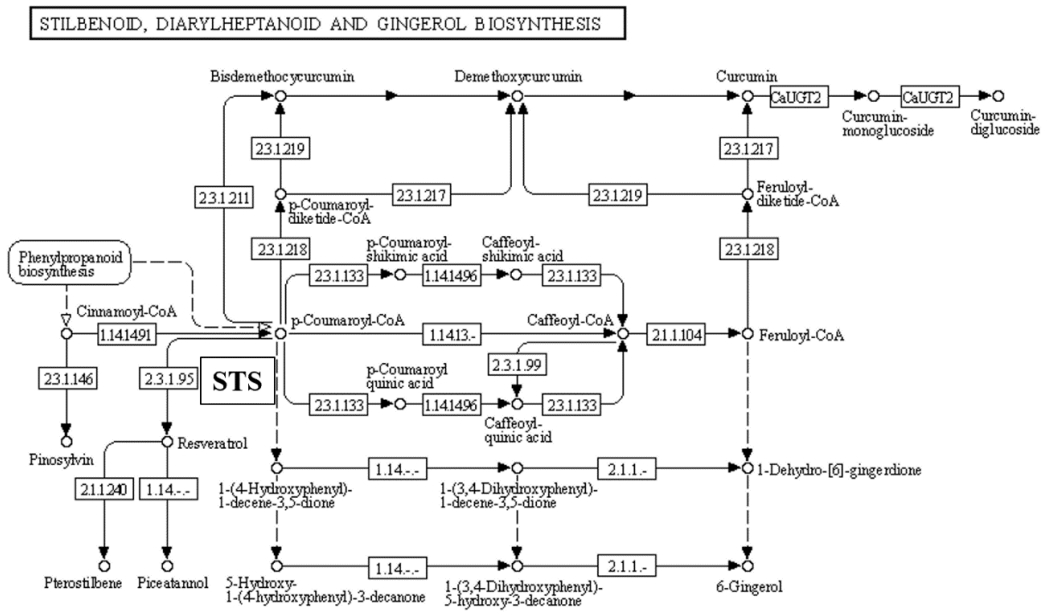 STILBENOID, DIARYLHEPTANOID AND GINGEROL BIOSYNTHESIS
Bisdemethocycurcumin
Demethoxycurcumin
Curcumin
CaUGT2
CaUGT2
Curcumin-
monoglucoside
Curcumin-
diglucoside
2.3.1.219
2.3.1.217
2.3.1.211
2.3.1.217
2.3.1.219
p-Coumaroyl-
diketide-CoA
Feruloyl-
diketide-CoA
2.3.1.218
2.3.1.218
Phenylpropanoid
biosynthesis
p-Coumaroyl-
shikimic acid
Caffeoyl-
shikimic acid
2.3.1.133
1.14.14.96
2.3.1.133
Cinnamoyl-CoA
p-Coumaroyl-CoA
Caffeoyl-CoA
Feruloyl-CoA
1.14.14.91
1.14.13.-
2.1.1.104
2.3.1.146
2.3.1.95
STS
2.3.1.99
p-Coumaroyl
quinic acid
2.3.1.133
1.14.14.96
2.3.1.133
Caffeoyl-
quinic acid
Pinosylvin
Resveratrol
2.1.1.240
1.14.-.-
1.14.-.-
2.1.1.-
1-(4-Hydroxyphenyl)-
1-decene-3,5-dione
1-(3,4-Dihydroxyphenyl)-
1-decene-3,5-dione
1-Dehydro-[6]-gingerdione
1.14.-.-
2.1.1.-
Pterostilbene
Piceatannol
5-Hydroxy-
1-(4-hydroxyphenyl)-3-decanone
1-(3,4-Dihydroxyphenyl)-
5-hydroxy-3-decanone
6-Gingerol